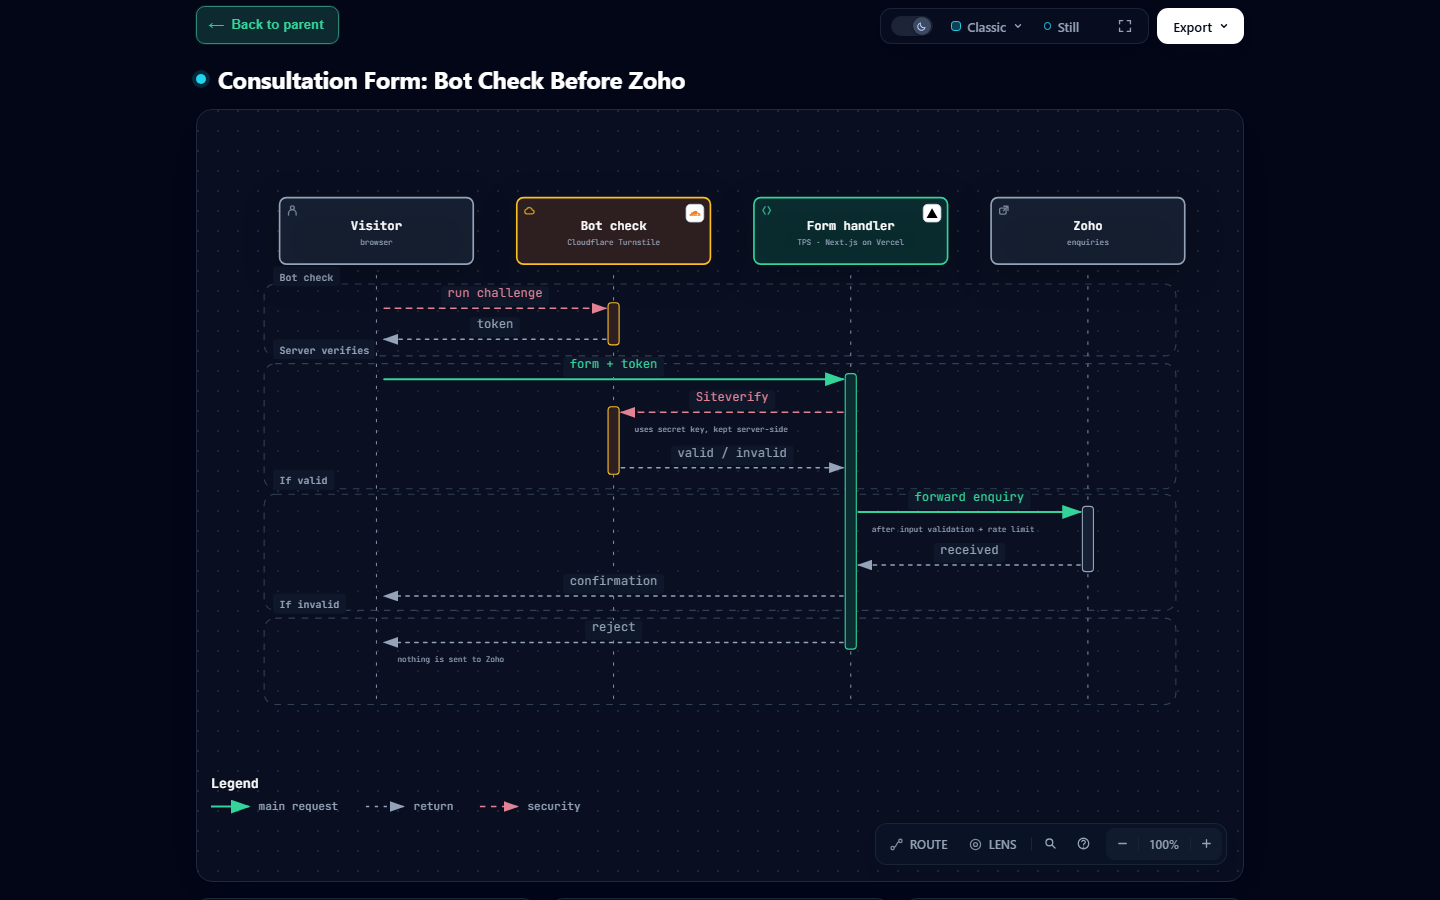 ← Back to parent
Classic
Still
Export
Consultation Form: Bot Check Before Zoho
Visitor
browser
Bot check
Cloudflare Turnstile
Form handler
TPS - Next.js on Vercel
Zoho
enquiries
Bot check
run challenge
token
Server verifies
form + token
Siteverify
uses secret key, kept server-side
valid / invalid
If valid
forward enquiry
after input validation + rate limit
received
confirmation
If invalid
reject
nothing is sent to Zoho
Legend
main request
return
security
ROUTE
LENS
− 100% +